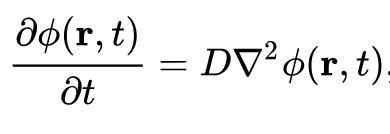 ∂ϕ(𝐫, t)/∂t = D∇²ϕ(𝐫, t),